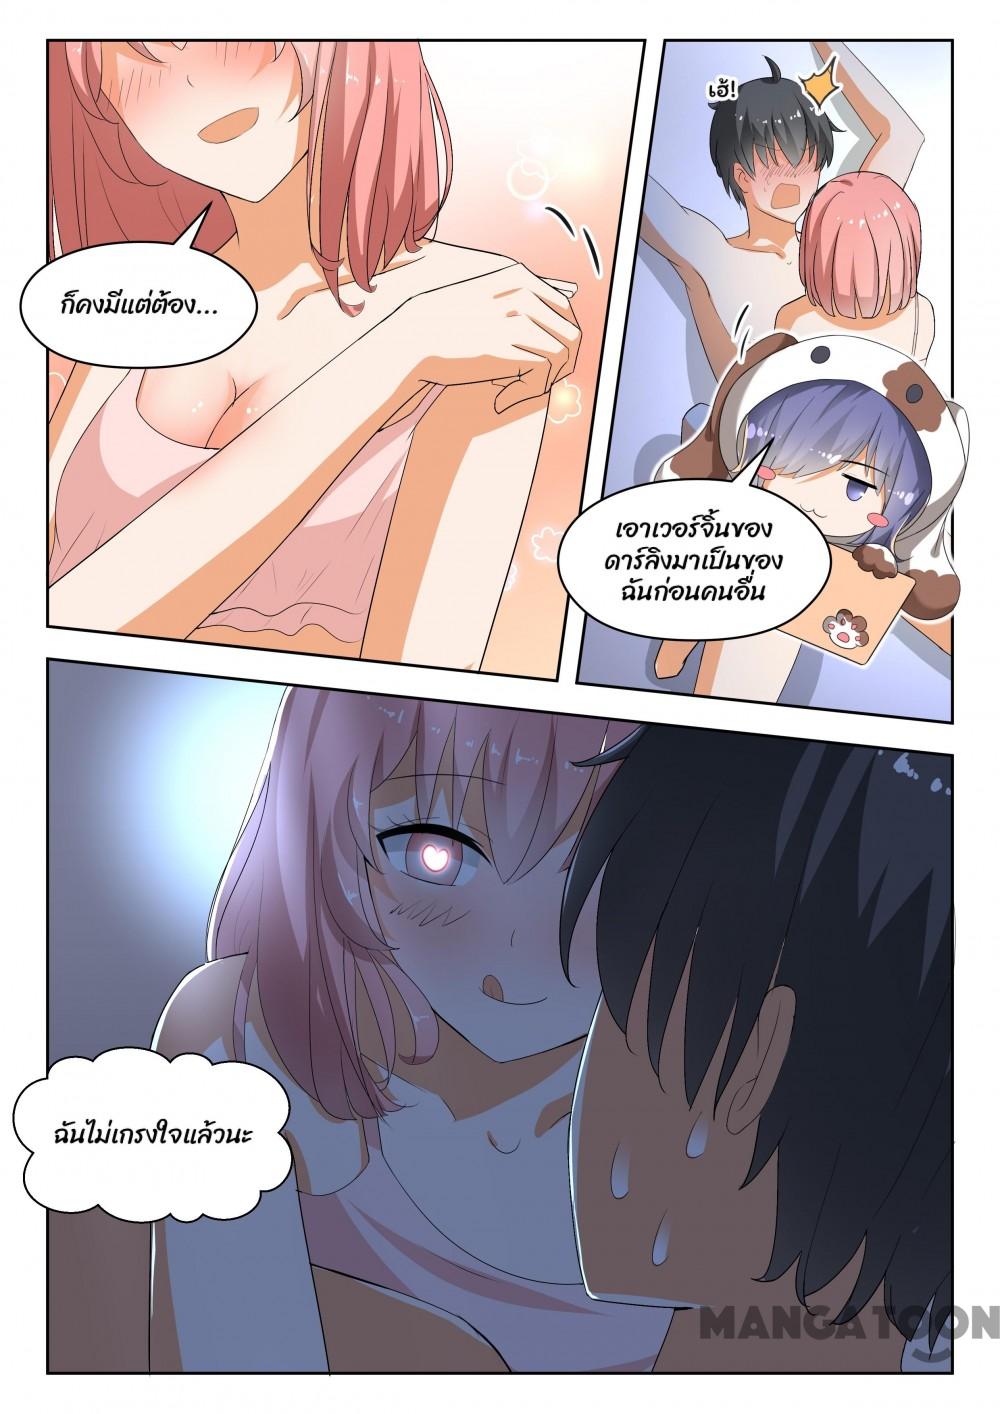 ก็คงมีแต่ต้อง...
เฮ้!
เอาเวอร์จิ้นของ
ดาร์ลิงมาเป็นของ
ฉันก่อนคนอื่น
ฉันไม่เกรงใจแล้วนะ
MANGATOON